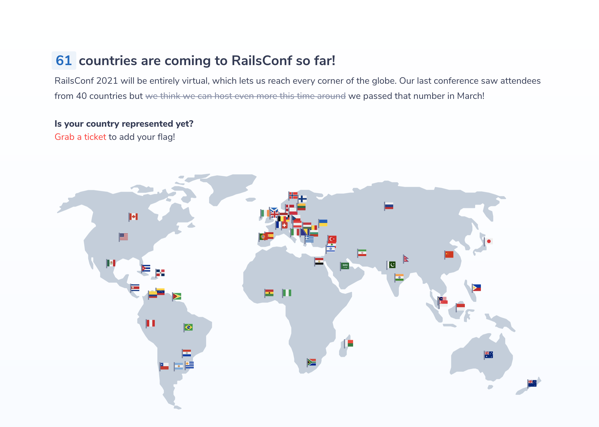 61 countries are coming to RailsConf so far!
RailsConf 2021 will be entirely virtual, which lets us reach every corner of the globe. Our last conference saw attendees
from 40 countries but we think we can host even more this time around we passed that number in March!
Is your country represented yet?
Grab a ticket to add your flag!